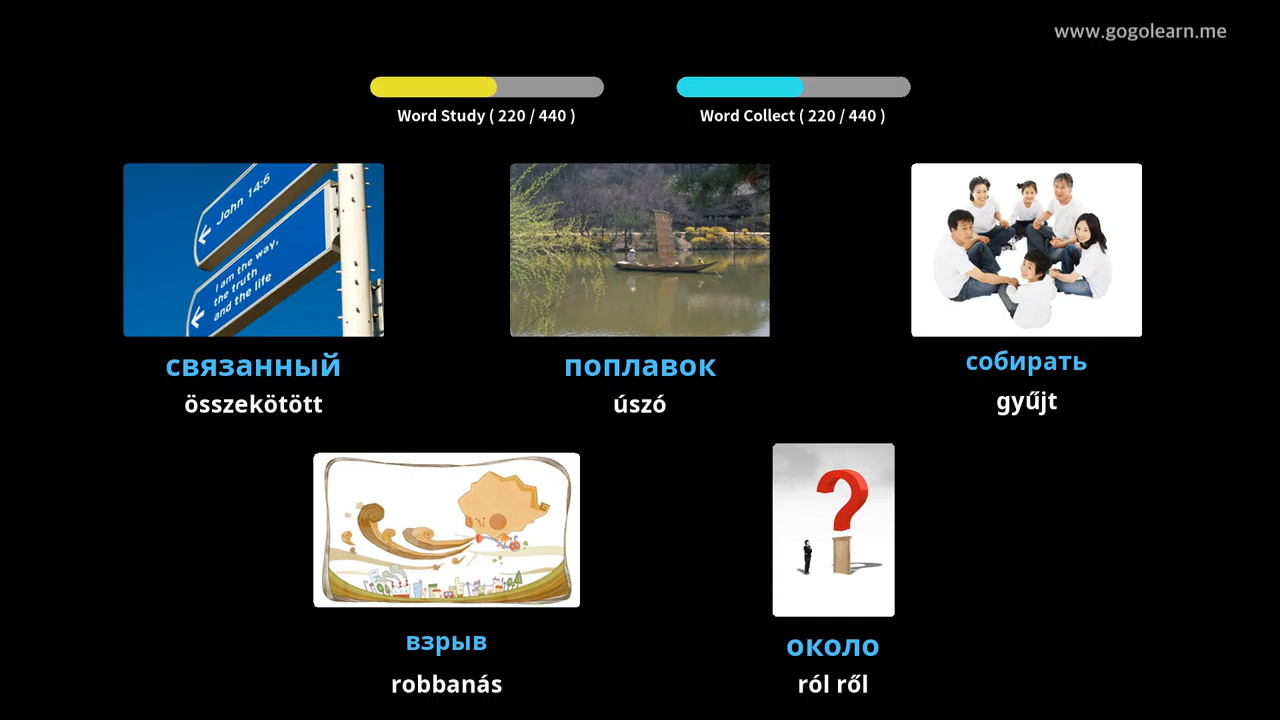 www.gogolearn.me
Word Study ( 220 / 440 )
Word Collect ( 220 / 440 )
John 14:6
I am the way,
the truth
and the life
связанный
összekötött
поплавок
úszó
собирать
gyűjt
взрыв
robbanás
около
ról ről